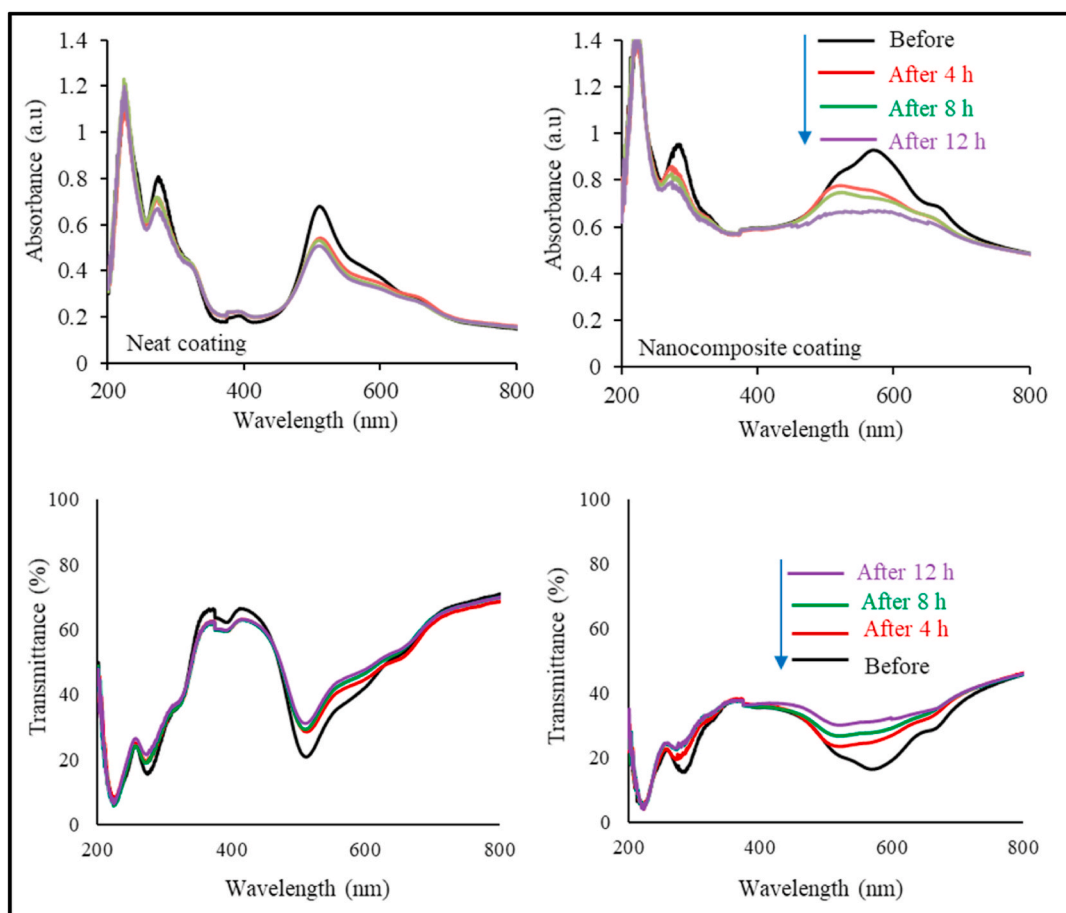 1.4
1.2
1
0.8
0.6
0.4
0.2
0
Absorbance (a.u)
Neat coating
200 400 600 800
Wavelength (nm)
1.4
1.2
1
0.8
0.6
0.4
0.2
0
Absorbance (a.u)
Before
After 4 h
After 8 h
After 12 h
Nanocomposite coating
200 400 600 800
Wavelength (nm)
100
80
60
40
20
0
Transmittance (%)
200 400 600 800
Wavelength (nm)
100
80
60
40
20
0
Transmittance (%)
After 12 h
After 8 h
After 4 h
Before
200 400 600 800
Wavelength (nm)